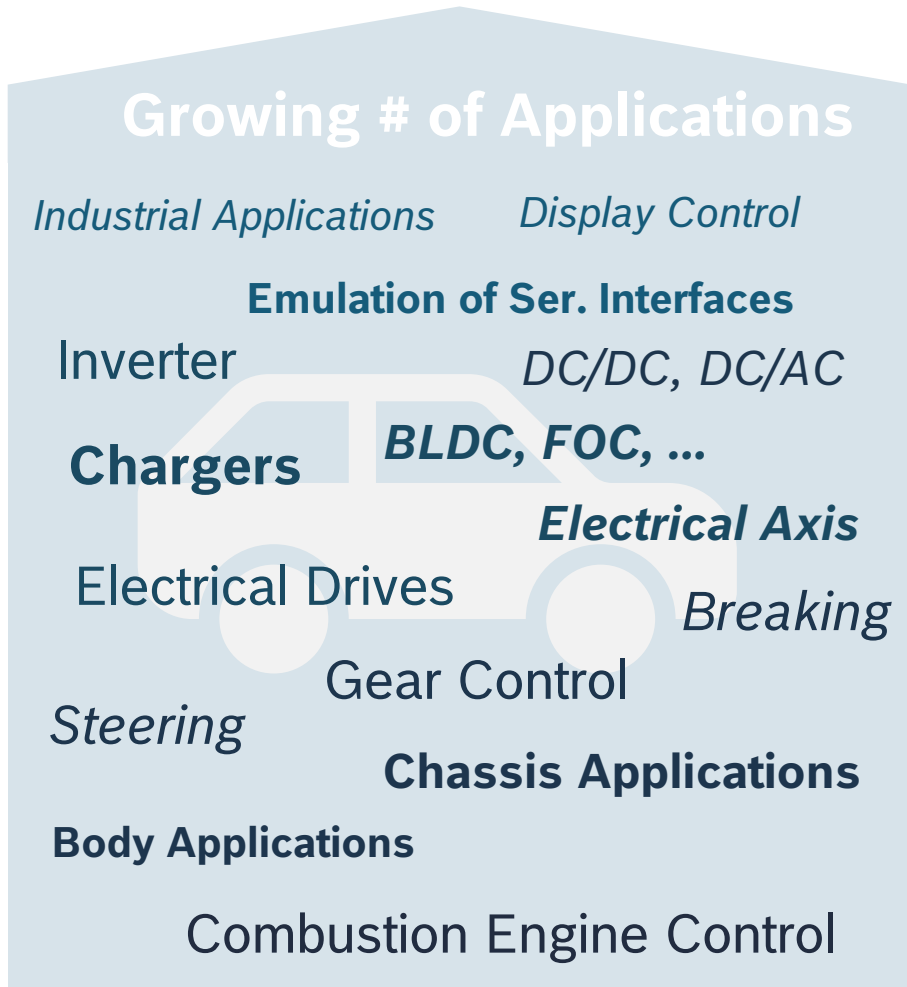 Growing # of Applications
Industrial Applications
Display Control
Emulation of Ser. Interfaces
Inverter
DC/DC, DC/AC
BLDC, FOC, ...
Chargers
Electrical Axis
Electrical Drives
Breaking
Gear Control
Steering
Chassis Applications
Body Applications
Combustion Engine Control